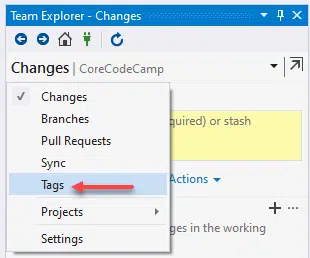 Team Explorer - Changes
Changes | CoreCodeCamp
Changes
Branches
Pull Requests
Sync
Tags
Projects
Settings
quired) or stash
Actions
ges in the working